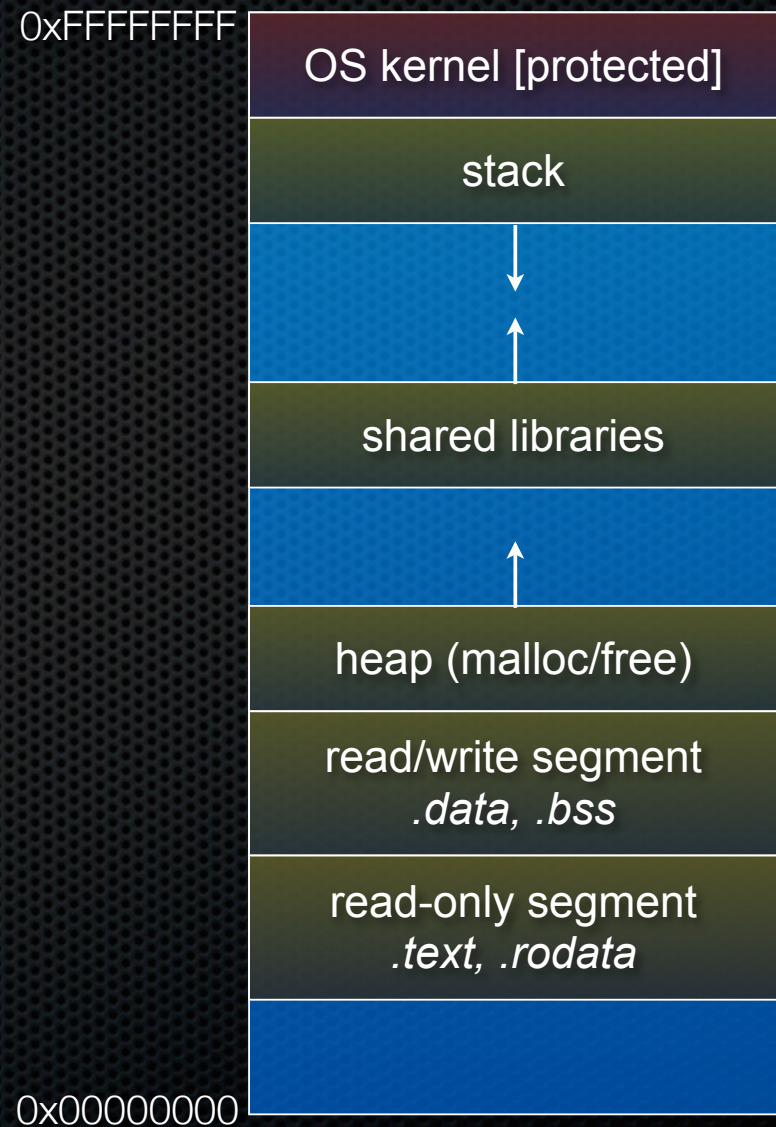 0xFFFFFFFF
OS kernel [protected]
stack
shared libraries
heap (malloc/free)
read/write segment
.data, .bss
read-only segment
.text, .rodata
0x00000000